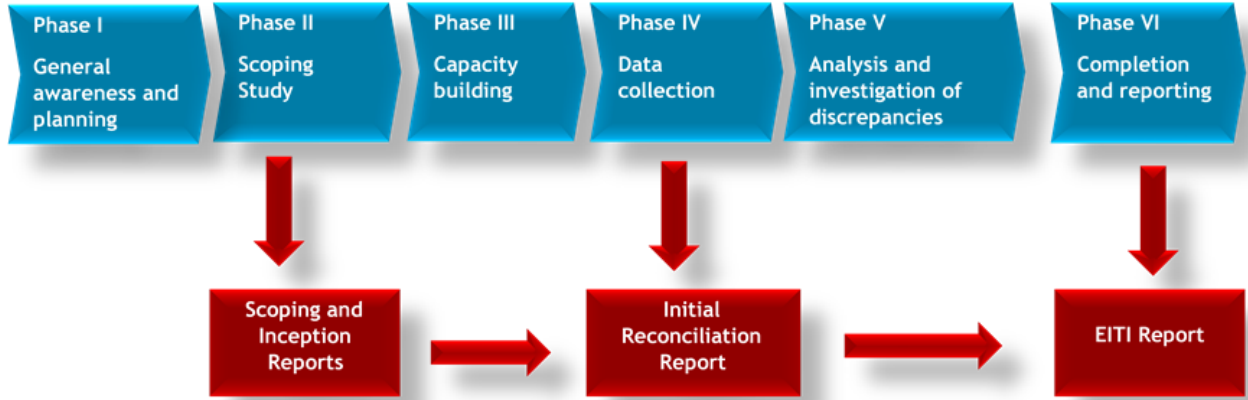 Phase I
General
awareness and
planning
Phase II
Scoping
Study
Phase III
Capacity
building
Phase IV
Data
collection
Phase V
Analysis and
investigation of
discrepancies
Phase VI
Completion
and reporting
Scoping and
Inception
Reports
Initial
Reconciliation
Report
EITI Report